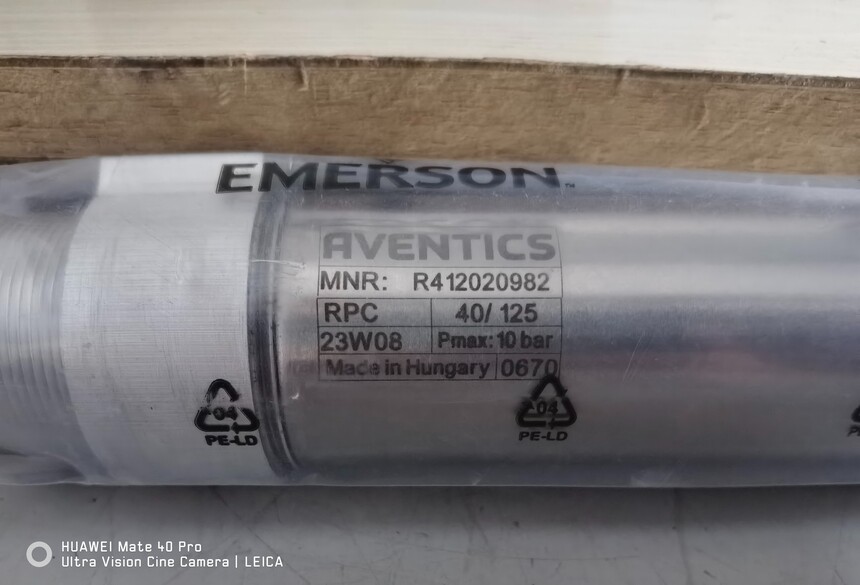 EMERSON™
AVENTICS
MNR: R412020982
RPC 40/ 125
23W08 Pmax: 10 bar
Made in Hungary 0670
04
PE-LD
04
PE-LD
HUAWEI Mate 40 Pro
Ultra Vision Cine Camera | LEICA